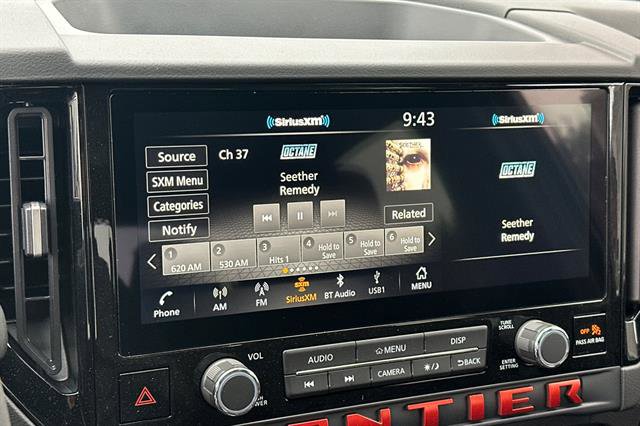 SiriusXM
9:43
SiriusXM
Source
Ch 37
OCTANE
SEETHER
OCTANE
SXM Menu
Seether
Remedy
Categories
Notify
Related
Seether
Remedy
1
620 AM
2
530 AM
3
Hits 1
4 Hold to Save
5 Hold to Save
6 Hold to Save
Phone
AM
FM
SXM
SiriusXM
BT Audio
USB1
MENU
VOL
AUDIO
MENU
DISP
CAMERA
BACK
TUNE
SCROLL
ENTER
SETTING
OFF
PASS AIR BAG
POWER
NTIER